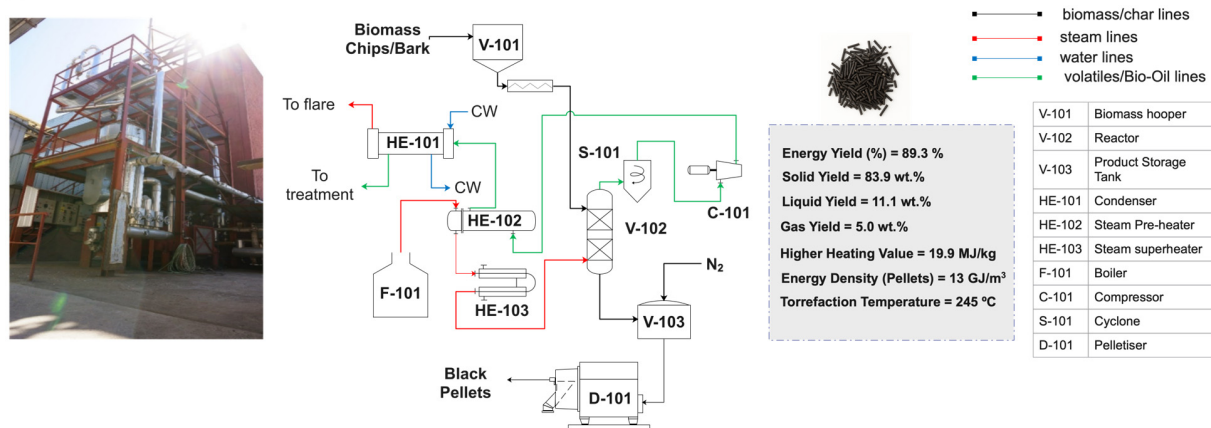 Biomass
Chips/Bark
V-101
To flare
HE-101
CW
To
treatment
CW
HE-102
F-101
HE-103
S-101
V-102
C-101
N₂
V-103
Black
Pellets
D-101
Energy Yield (%) = 89.3 %
Solid Yield = 83.9 wt.%
Liquid Yield = 11.1 wt.%
Gas Yield = 5.0 wt.%
Higher Heating Value = 19.9 MJ/kg
Energy Density (Pellets) = 13 GJ/m³
Torrefaction Temperature = 245 ºC
biomass/char lines
steam lines
water lines
volatiles/Bio-Oil lines
V-101 Biomass hooper
V-102 Reactor
V-103 Product Storage
Tank
HE-101 Condenser
HE-102 Steam Pre-heater
HE-103 Steam superheater
F-101 Boiler
C-101 Compressor
S-101 Cyclone
D-101 Pelletiser